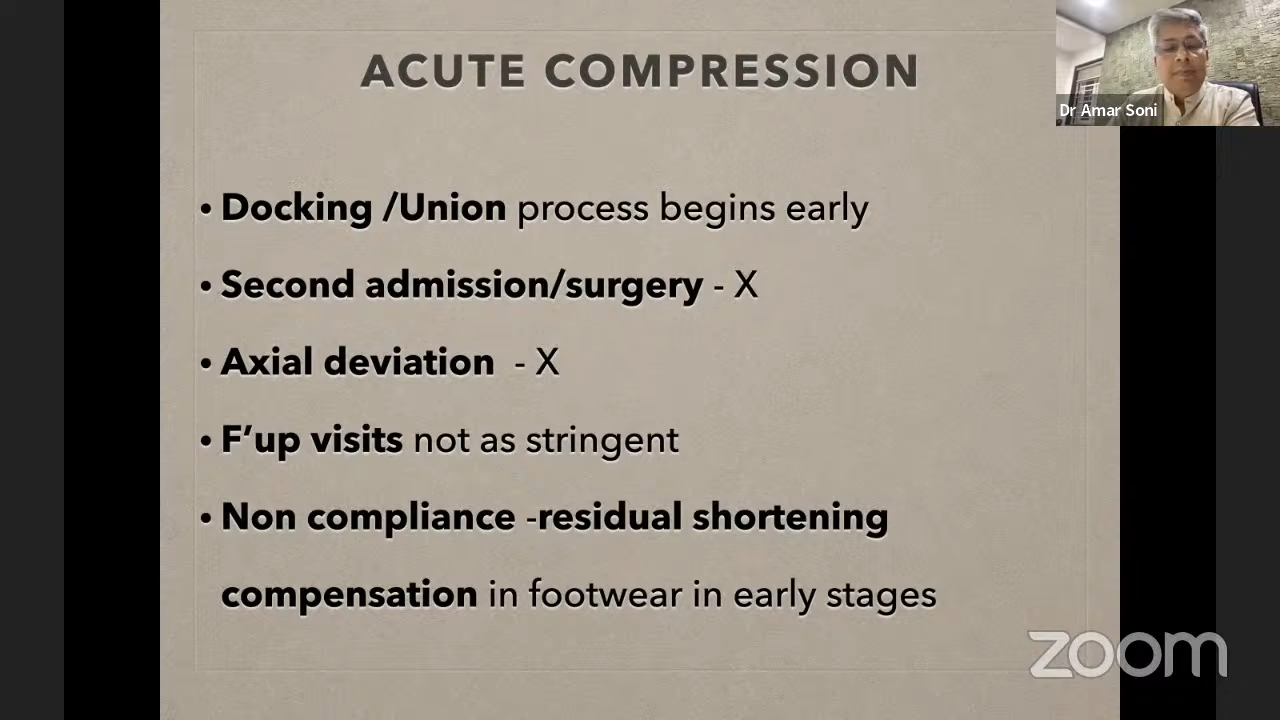 ACUTE COMPRESSION
Dr Amar Soni
• Docking /Union process begins early
• Second admission/surgery - X
• Axial deviation - X
• F’up visits not as stringent
• Non compliance -residual shortening
compensation in footwear in early stages
zoom